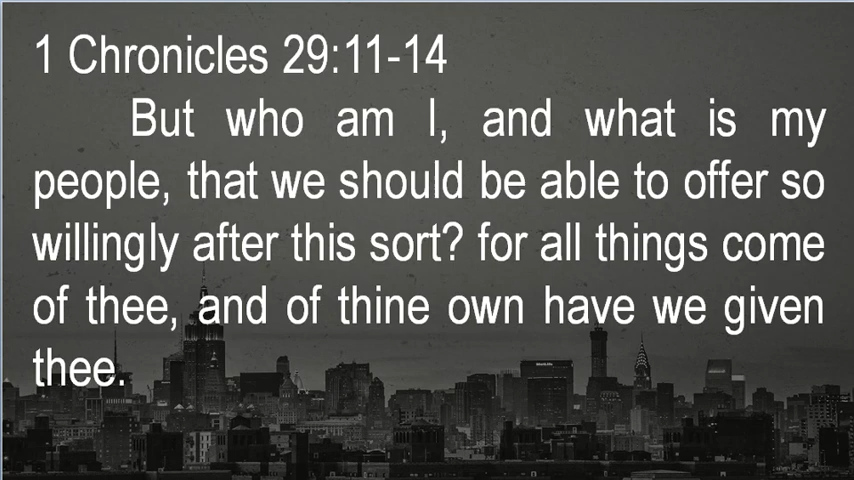 1 Chronicles 29:11-14
But who am I, and what is my
people, that we should be able to offer so
willingly after this sort? for all things come
of thee, and of thine own have we given
thee.